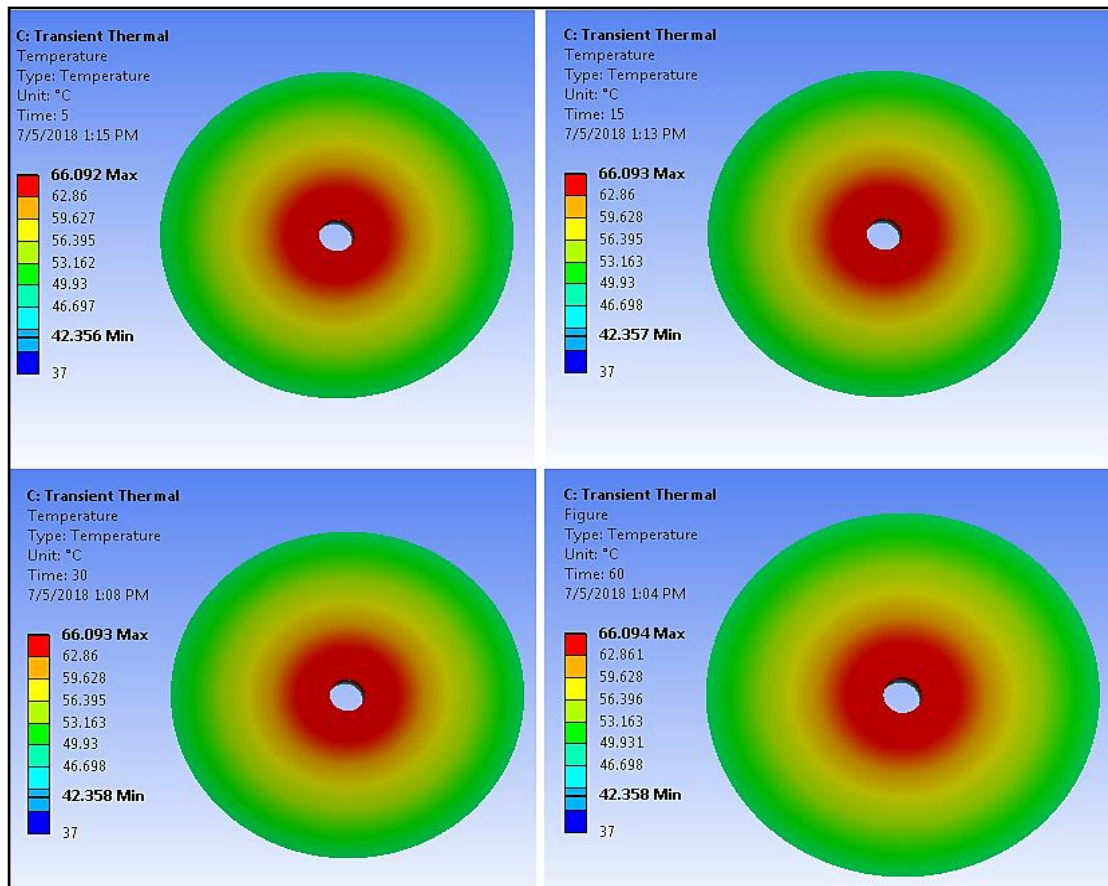 C: Transient Thermal
Temperature
Type: Temperature
Unit: °C
Time: 5
7/5/2018 1:15 PM
66.092 Max
62.86
59.627
56.395
53.162
49.93
46.697
42.356 Min
37
C: Transient Thermal
Temperature
Type: Temperature
Unit: °C
Time: 15
7/5/2018 1:13 PM
66.093 Max
62.86
59.628
56.395
53.163
49.93
46.698
42.357 Min
37
C: Transient Thermal
Temperature
Type: Temperature
Unit: °C
Time: 30
7/5/2018 1:08 PM
66.093 Max
62.86
59.628
56.395
53.163
49.93
46.698
42.358 Min
37
C: Transient Thermal
Figure
Type: Temperature
Unit: °C
Time: 60
7/5/2018 1:04 PM
66.094 Max
62.861
59.628
56.396
53.163
49.931
46.698
42.358 Min
37